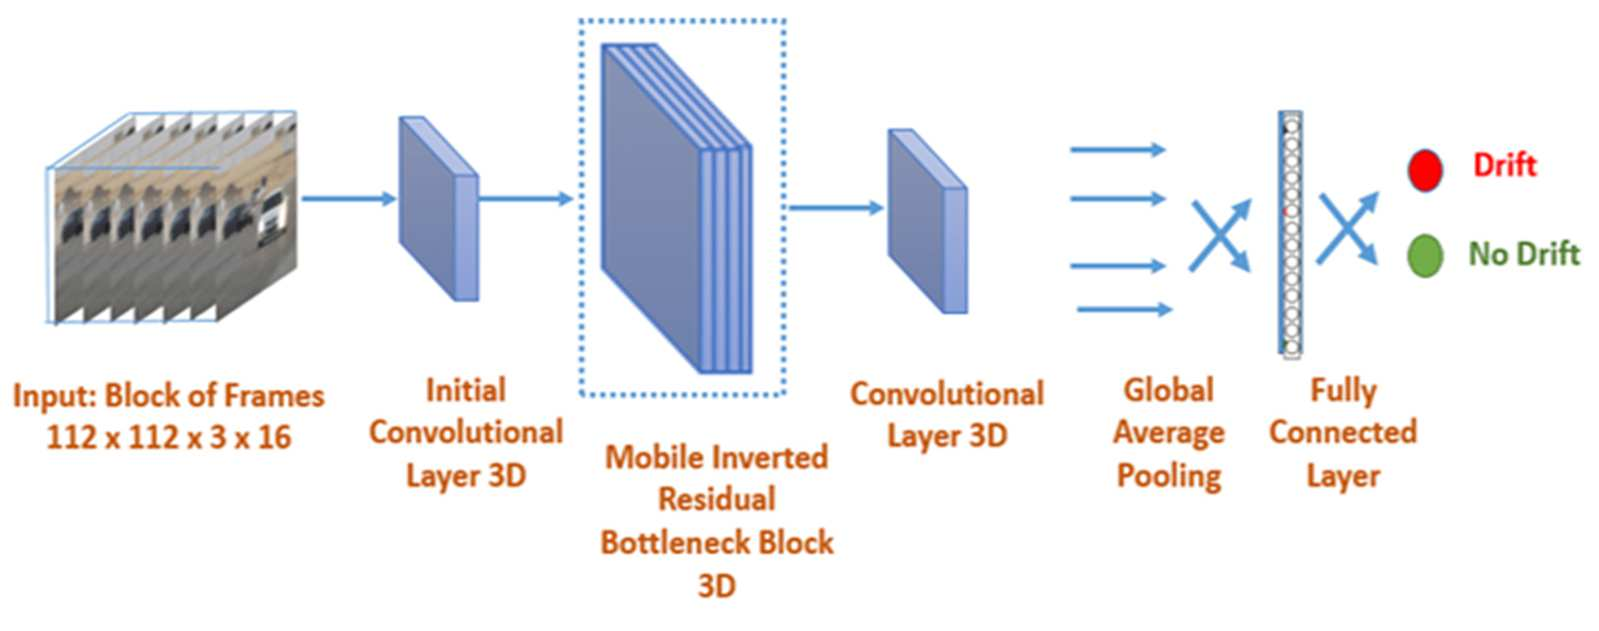 Input: Block of Frames
112 x 112 x 3 x 16
Initial
Convolutional
Layer 3D
Mobile Inverted
Residual
Bottleneck Block
3D
Convolutional
Layer 3D
Global
Average
Pooling
Fully
Connected
Layer
Drift
No Drift